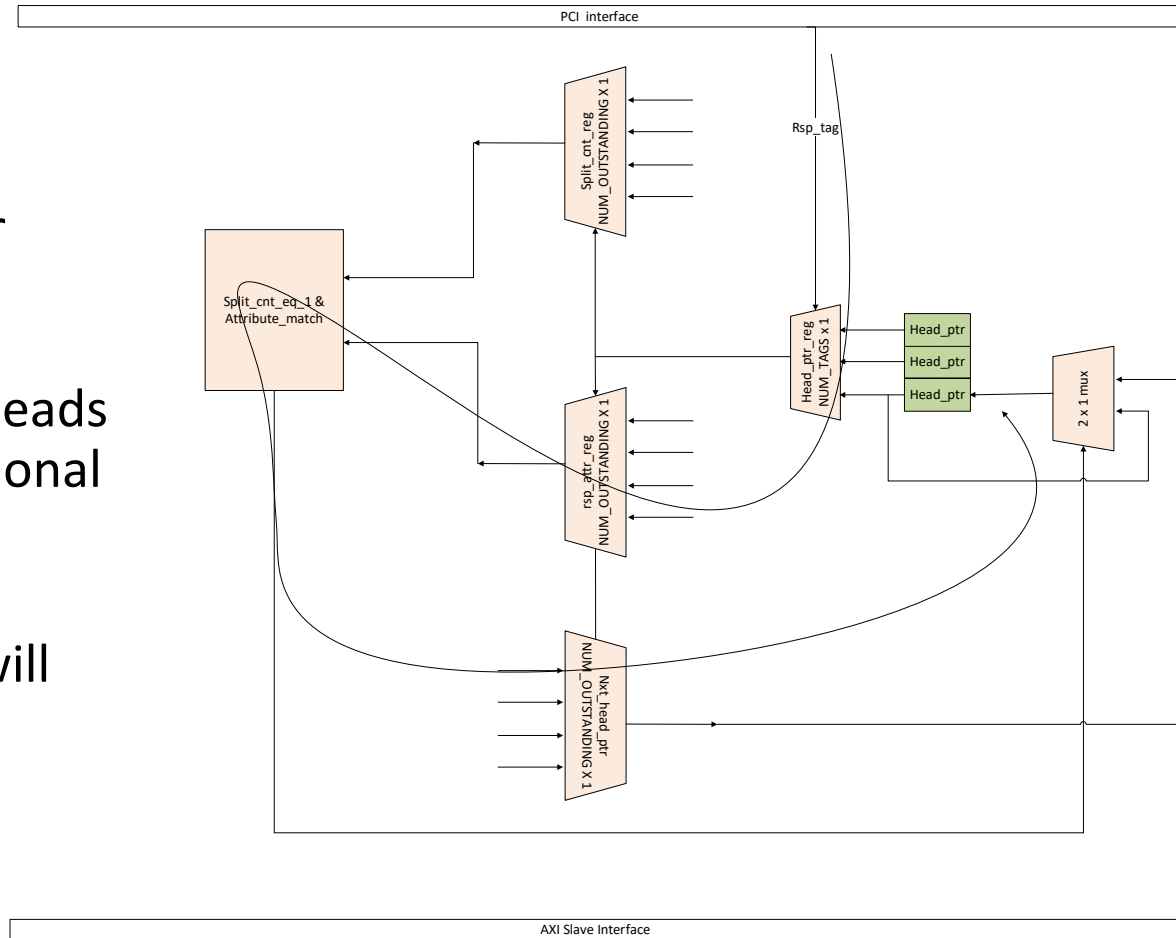 PCI interface
Split_cnt_reg
NUM_OUTSTANDING X 1
Rsp_tag
Split_cnt_eq_1 &
Attribute_match
Head_ptr_reg
NUM_TAGS x 1
Head_ptr
Head_ptr
Head_ptr
2 x 1 mux
eads
onal
rsp_attr_reg
NUM_OUTSTANDING X 1
will
Nxt_head_ptr
NUM_OUTSTANDING X 1
AXI Slave Interface